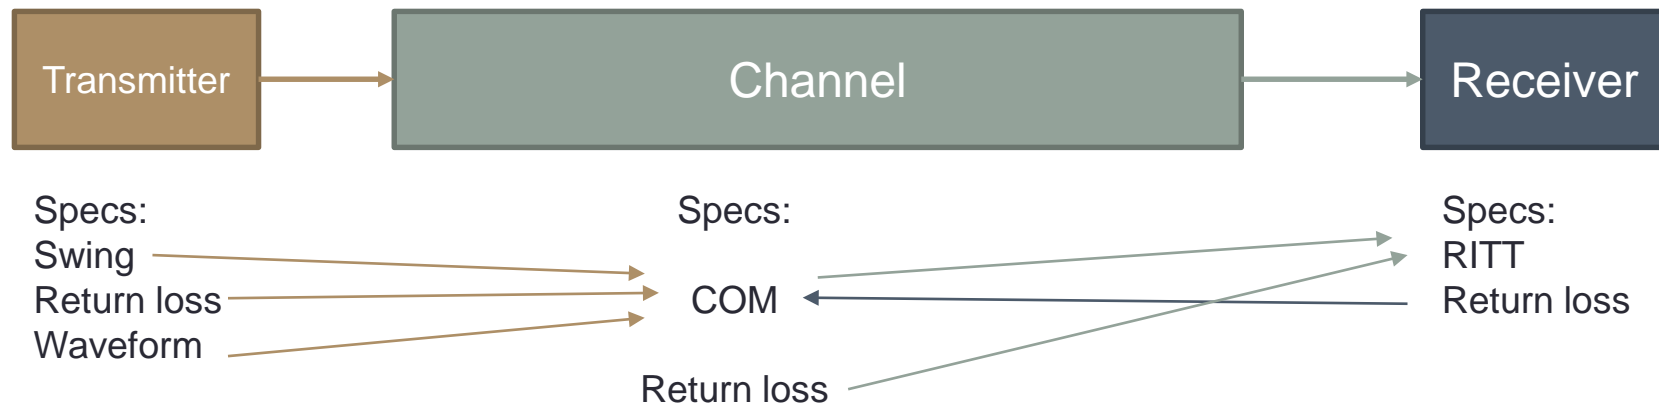 Transmitter
Channel
Receiver
Specs:
Swing
Return loss
Waveform
Specs:
COM
Return loss
Specs:
RITT
Return loss